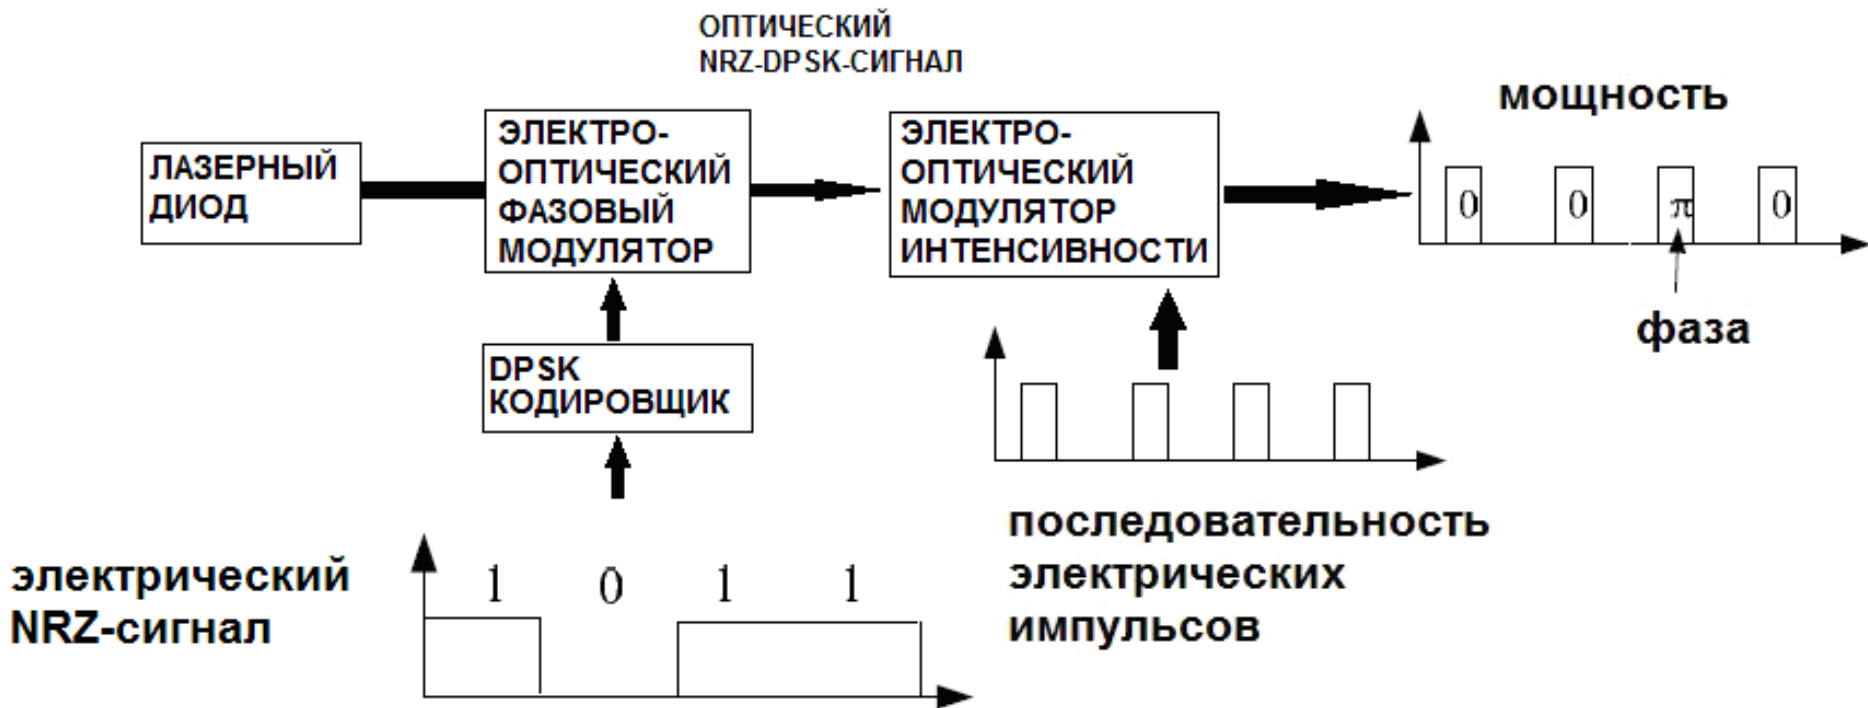 ОПТИЧЕСКИЙ
NRZ-DPSK-СИГНАЛ
ЛАЗЕРНЫЙ
ДИОД
ЭЛЕКТРО-
ОПТИЧЕСКИЙ
ФАЗОВЫЙ
МОДУЛЯТОР
ЭЛЕКТРО-
ОПТИЧЕСКИЙ
МОДУЛЯТОР
ИНТЕНСИВНОСТИ
мощность
0 0 π 0
фаза
DPSK
КОДИРОВЩИК
последовательность
электрических
импульсов
электрический
NRZ-сигнал
1 0 1 1